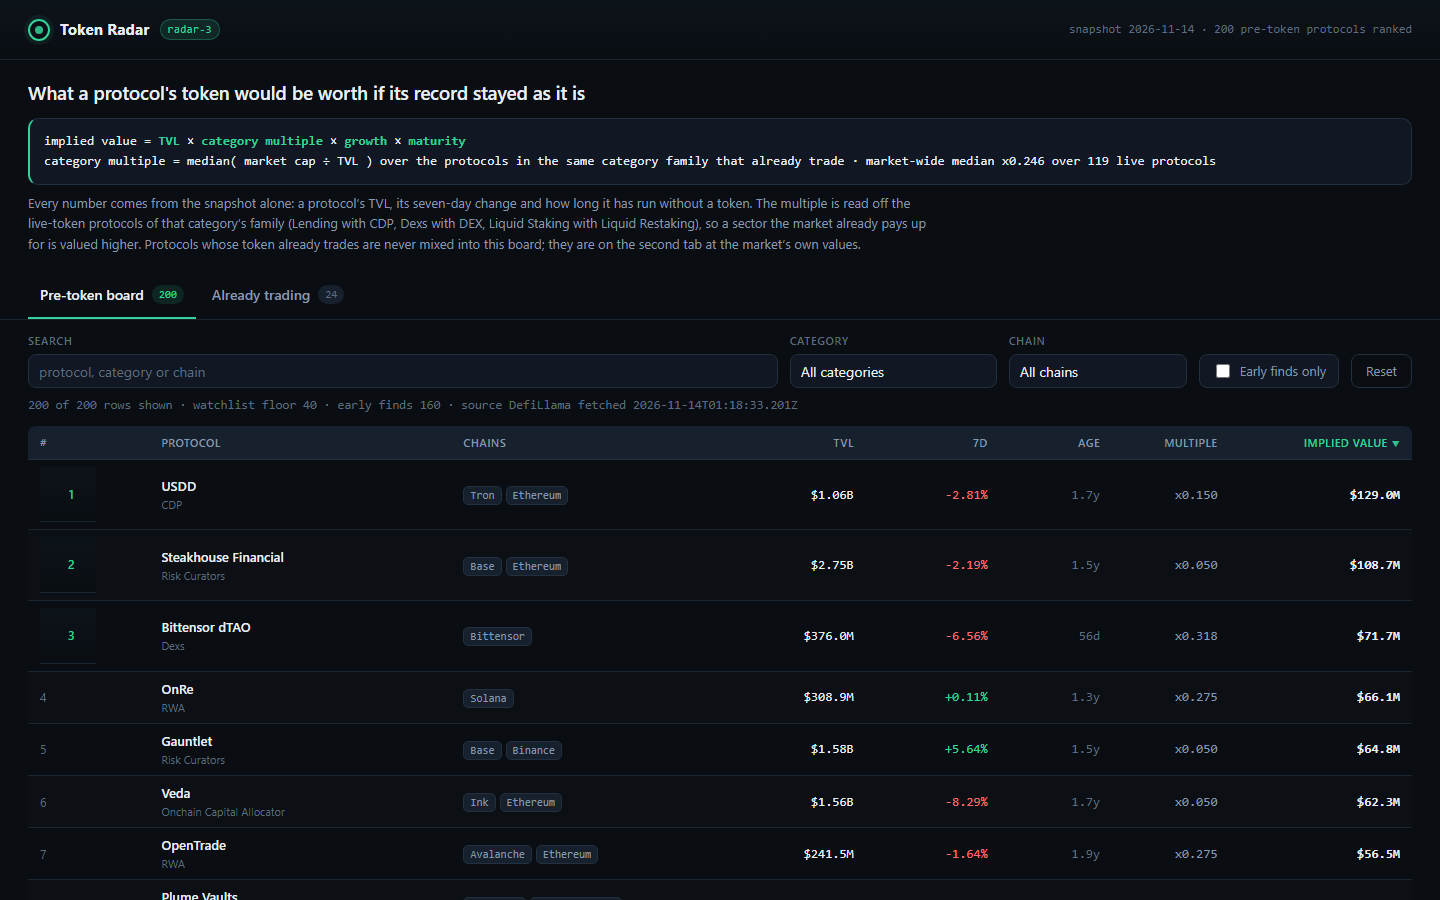 Token Radar radar-3 snapshot 2026-11-14 · 200 pre-token protocols ranked
What a protocol's token would be worth if its record stayed as it is
implied value = TVL × category multiple × growth × maturity
category multiple = median( market cap ÷ TVL ) over the protocols in the same category family that already trade · market-wide median x0.246 over 119 live protocols
Every number comes from the snapshot alone: a protocol's TVL, its seven-day change and how long it has run without a token. The multiple is read off the
live-token protocols of that category's family (Lending with CDP, Dexs with DEX, Liquid Staking with Liquid Restaking), so a sector the market already pays up
for is valued higher. Protocols whose token already trades are never mixed into this board; they are on the second tab at the market's own values.
Pre-token board 200 Already trading 24
SEARCH CATEGORY CHAIN
protocol, category or chain All categories All chains Early finds only Reset
200 of 200 rows shown · watchlist floor 40 · early finds 160 · source DefiLlama fetched 2026-11-14T01:18:33.201Z
# PROTOCOL CHAINS TVL 7D AGE MULTIPLE IMPLIED VALUE ▼
1 USDD Tron Ethereum $1.06B -2.81% 1.7y x0.150 $129.0M
CDP
2 Steakhouse Financial Base Ethereum $2.75B -2.19% 1.5y x0.050 $108.7M
Risk Curators
3 Bittensor dTAO Bittensor $376.0M -6.56% 56d x0.318 $71.7M
Dexs
4 OnRe Solana $308.9M +0.11% 1.3y x0.275 $66.1M
RWA
5 Gauntlet Base Binance $1.58B +5.64% 1.5y x0.050 $64.8M
Risk Curators
6 Veda Ink Ethereum $1.56B -8.29% 1.7y x0.050 $62.3M
Onchain Capital Allocator
7 OpenTrade Avalanche Ethereum $241.5M -1.64% 1.9y x0.275 $56.5M
RWA
Plume Vaults